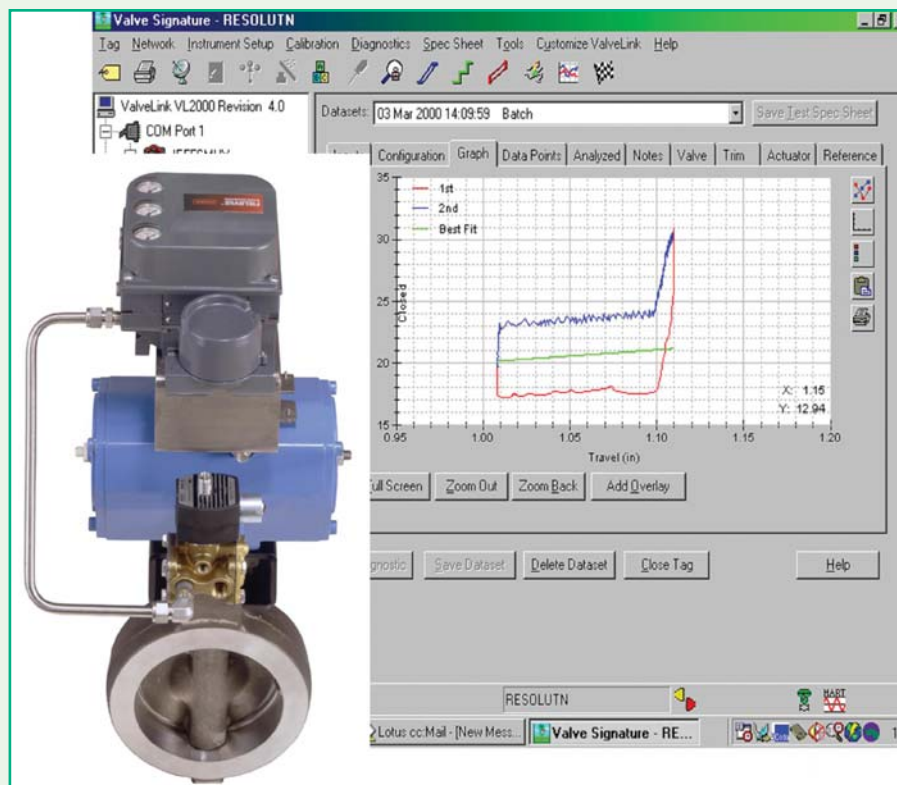 Valve Signature - RESOLUTN
Tag Network Instrument Setup Calibration Diagnostics Spec Sheet Tools Customize ValveLink Help
ValveLink VL2000 Revision 4.0
COM Port 1
Datasets: 03 Mar 2000 14:09:59 Batch Save Test Spec Sheet
Configuration Graph Data Points Analyzed Notes Valve Trim Actuator Reference
35
30
25
20
15
Closed
1st
2nd
Best Fit
X: 1.15
Y: 12.94
0.95 1.00 1.05 1.10 1.15 1.20
Travel (in)
Full Screen Zoom Out Zoom Back Add Overlay
Save Dataset Delete Dataset Close Tag Help
RESOLUTN
HART
Lotus cc:Mail - [New Mess... Valve Signature - RE...